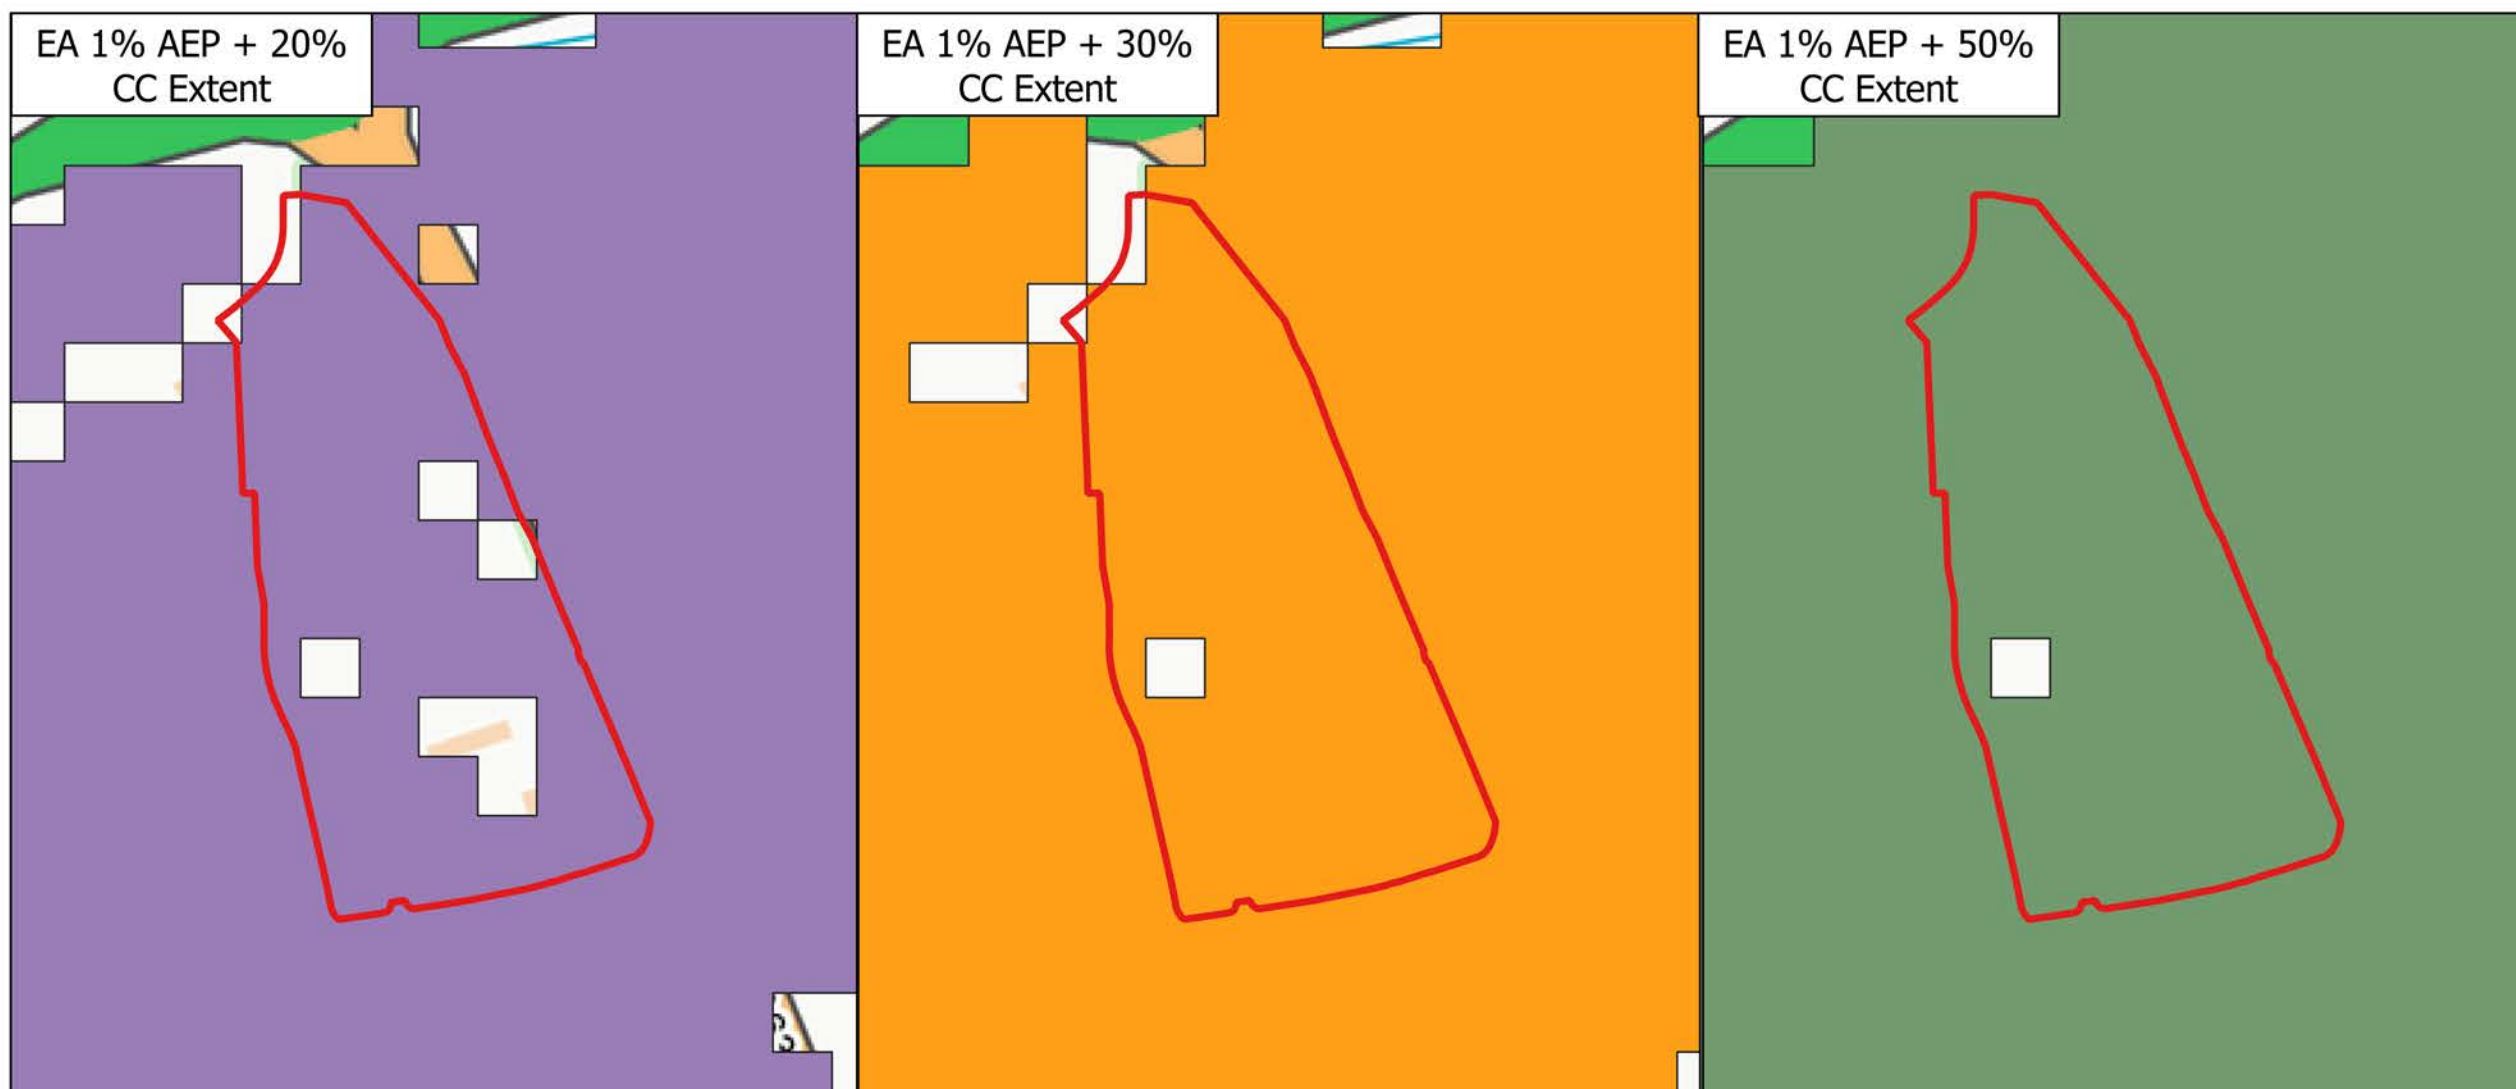 EA 1% AEP + 20%
CC Extent
EA 1% AEP + 30%
CC Extent
EA 1% AEP + 50%
CC Extent